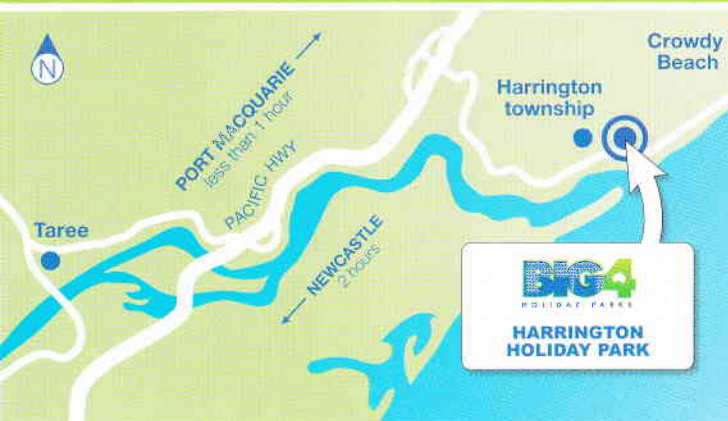 N
PORT MACQUARIE
less than 1 hour
PACIFIC HWY
Crowdy
Beach
Harrington
township
Taree
NEWCASTLE
2 hours
BIG4
HOLIDAY PARKS
HARRINGTON
HOLIDAY PARK